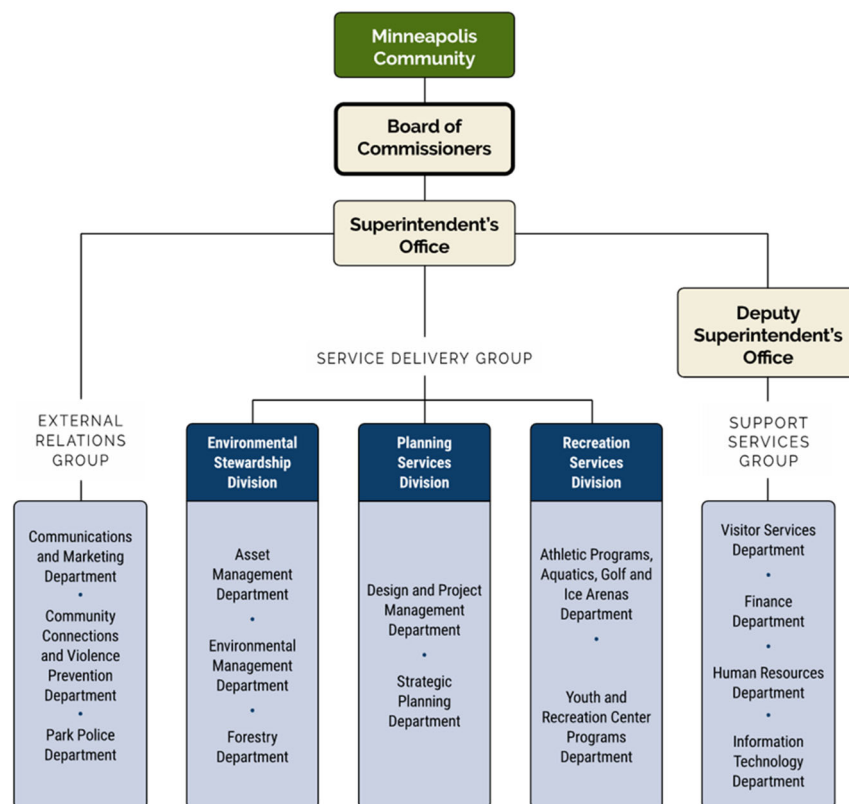 Minneapolis
Community
Board of
Commissioners
Superintendent's
Office
Deputy
Superintendent's
Office
SERVICE DELIVERY GROUP
EXTERNAL
RELATIONS
GROUP
Environmental
Stewardship
Division
Planning
Services
Division
Recreation
Services
Division
SUPPORT
SERVICES
GROUP
Communications
and Marketing
Department
•
Community
Connections
and Violence
Prevention
Department
•
Park Police
Department
Asset
Management
Department
•
Environmental
Management
Department
•
Forestry
Department
Design and Project
Management
Department
•
Strategic
Planning
Department
Athletic Programs,
Aquatics, Golf and
Ice Arenas
Department
•
Youth and
Recreation Center
Programs
Department
Visitor Services
Department
•
Finance
Department
•
Human Resources
Department
•
Information
Technology
Department